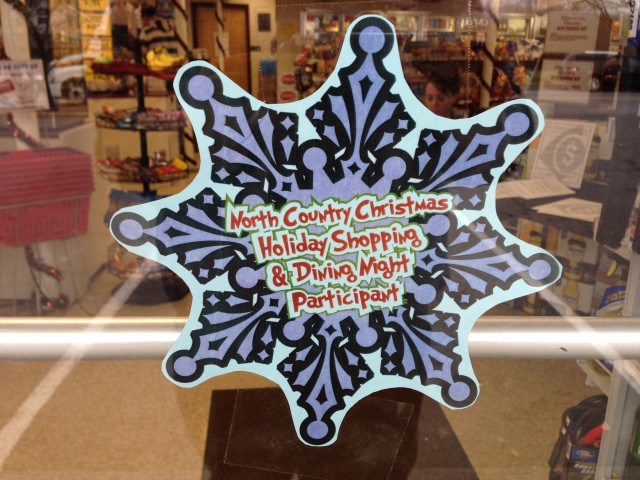 North Country Christmas
Holiday Shopping
& Dining Night
Participant